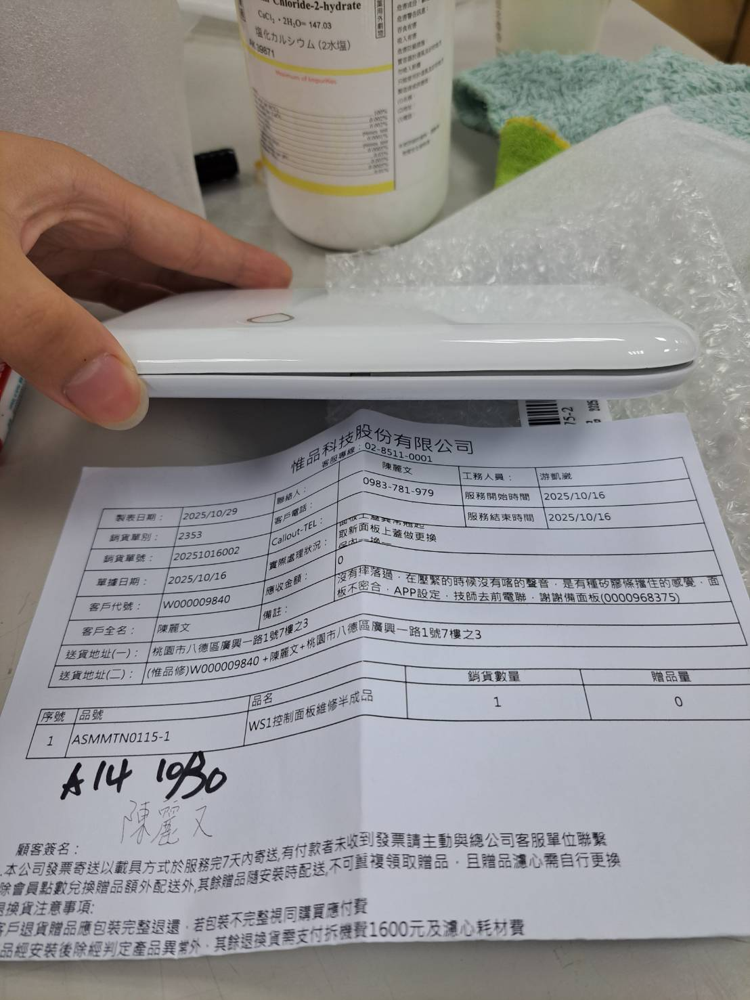 Chloride-2-hydrate
CaCl₂・2H₂O= 147.03
塩化カルシウム (2水塩)
39871
Maximum of Impurities
75-2
2025
惟品科技股份有限公司
客服專線：02-8511-0001
製表日期： 2025/10/29 聯絡人： 陳麗文 工務人員： 游凱崴
銷貨單別： 2353 客戶電話： 0983-781-979 服務開始時間 2025/10/16
銷貨單號： 20251016002 Callout-TEL： 服務結束時間 2025/10/16
單據日期： 2025/10/16 實際處理狀況： 面板上蓋異常翹起
取新面板上蓋做更換
保內一換一
客戶代號： W000009840 應收金額： 0
客戶全名： 陳麗文 備註： 沒有摔落過，在壓緊的時候沒有喀的聲音，是有種矽膠條擋住的感覺，面
板不密合，APP設定，技師去前電聯，謝謝備面板(0000968375)
送貨地址(一)： 桃園市八德區廣興一路1號7樓之3
送貨地址(二)： (惟品修)W000009840 +陳麗文+桃園市八德區廣興一路1號7樓之3
序號 品號 品名 銷貨數量 贈品量
1 ASMMTN0115-1 WS1控制面板維修半成品 1 0
A14 10/30
陳麗文
顧客簽名：
.本公司發票寄送以載具方式於服務完7天內寄送,有付款者未收到發票請主動與總公司客服單位聯繫
除會員點數兌換贈品額外配送外,其餘贈品隨安裝時配送,不可重複領取贈品，且贈品濾心需自行更換
退換貨注意事項:
客戶退貨贈品應包裝完整退還，若包裝不完整視同購買應付費
品經安裝後除經判定產品異常外，其餘退換貨需支付拆機費1600元及濾心耗材費